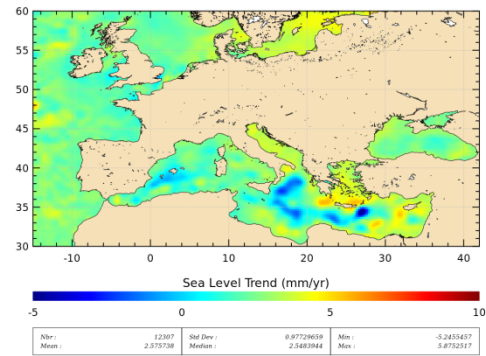 60
55
50
45
40
35
30
-10 0 10 20 30 40
Sea Level Trend (mm/yr)
-5 0 5 10
Nbr : 12307 Std Dev : 0.97729659 Min : -5.2455457
Mean : 2.575738 Median : 2.5483944 Max : 5.8752517